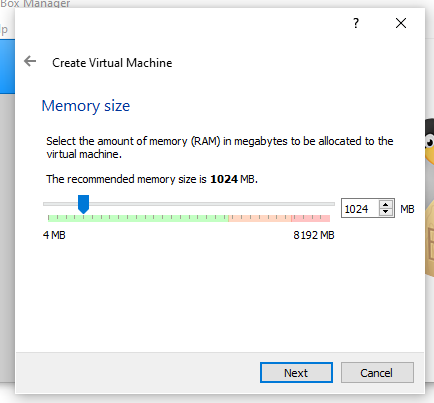 Box Manager
lp
?
Create Virtual Machine
Memory size
Select the amount of memory (RAM) in megabytes to be allocated to the
virtual machine.
The recommended memory size is 1024 MB.
1024 MB
4 MB 8192 MB
Next Cancel